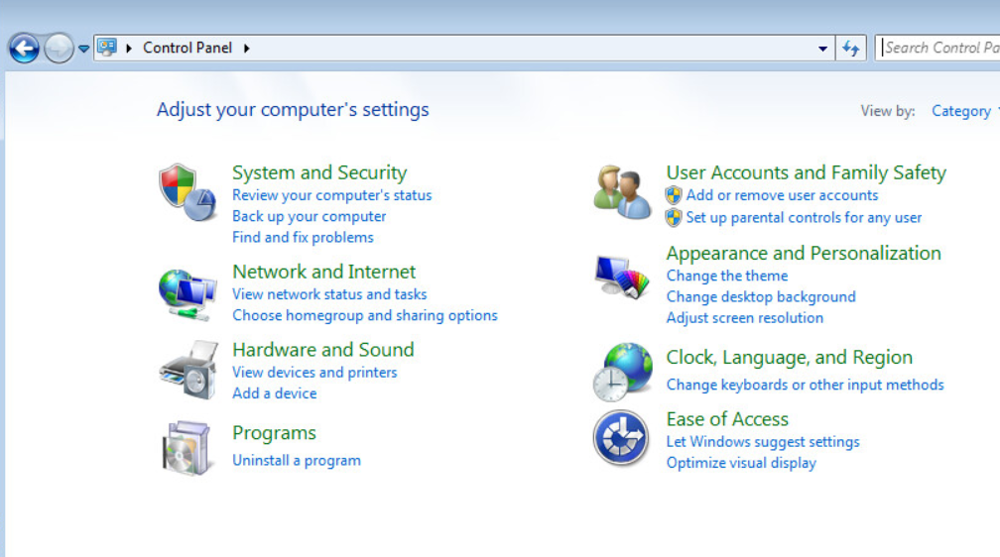 Control Panel
Search Control Pa
Adjust your computer's settings
View by: Category
System and Security
Review your computer's status
Back up your computer
Find and fix problems
Network and Internet
View network status and tasks
Choose homegroup and sharing options
Hardware and Sound
View devices and printers
Add a device
Programs
Uninstall a program
User Accounts and Family Safety
Add or remove user accounts
Set up parental controls for any user
Appearance and Personalization
Change the theme
Change desktop background
Adjust screen resolution
Clock, Language, and Region
Change keyboards or other input methods
Ease of Access
Let Windows suggest settings
Optimize visual display